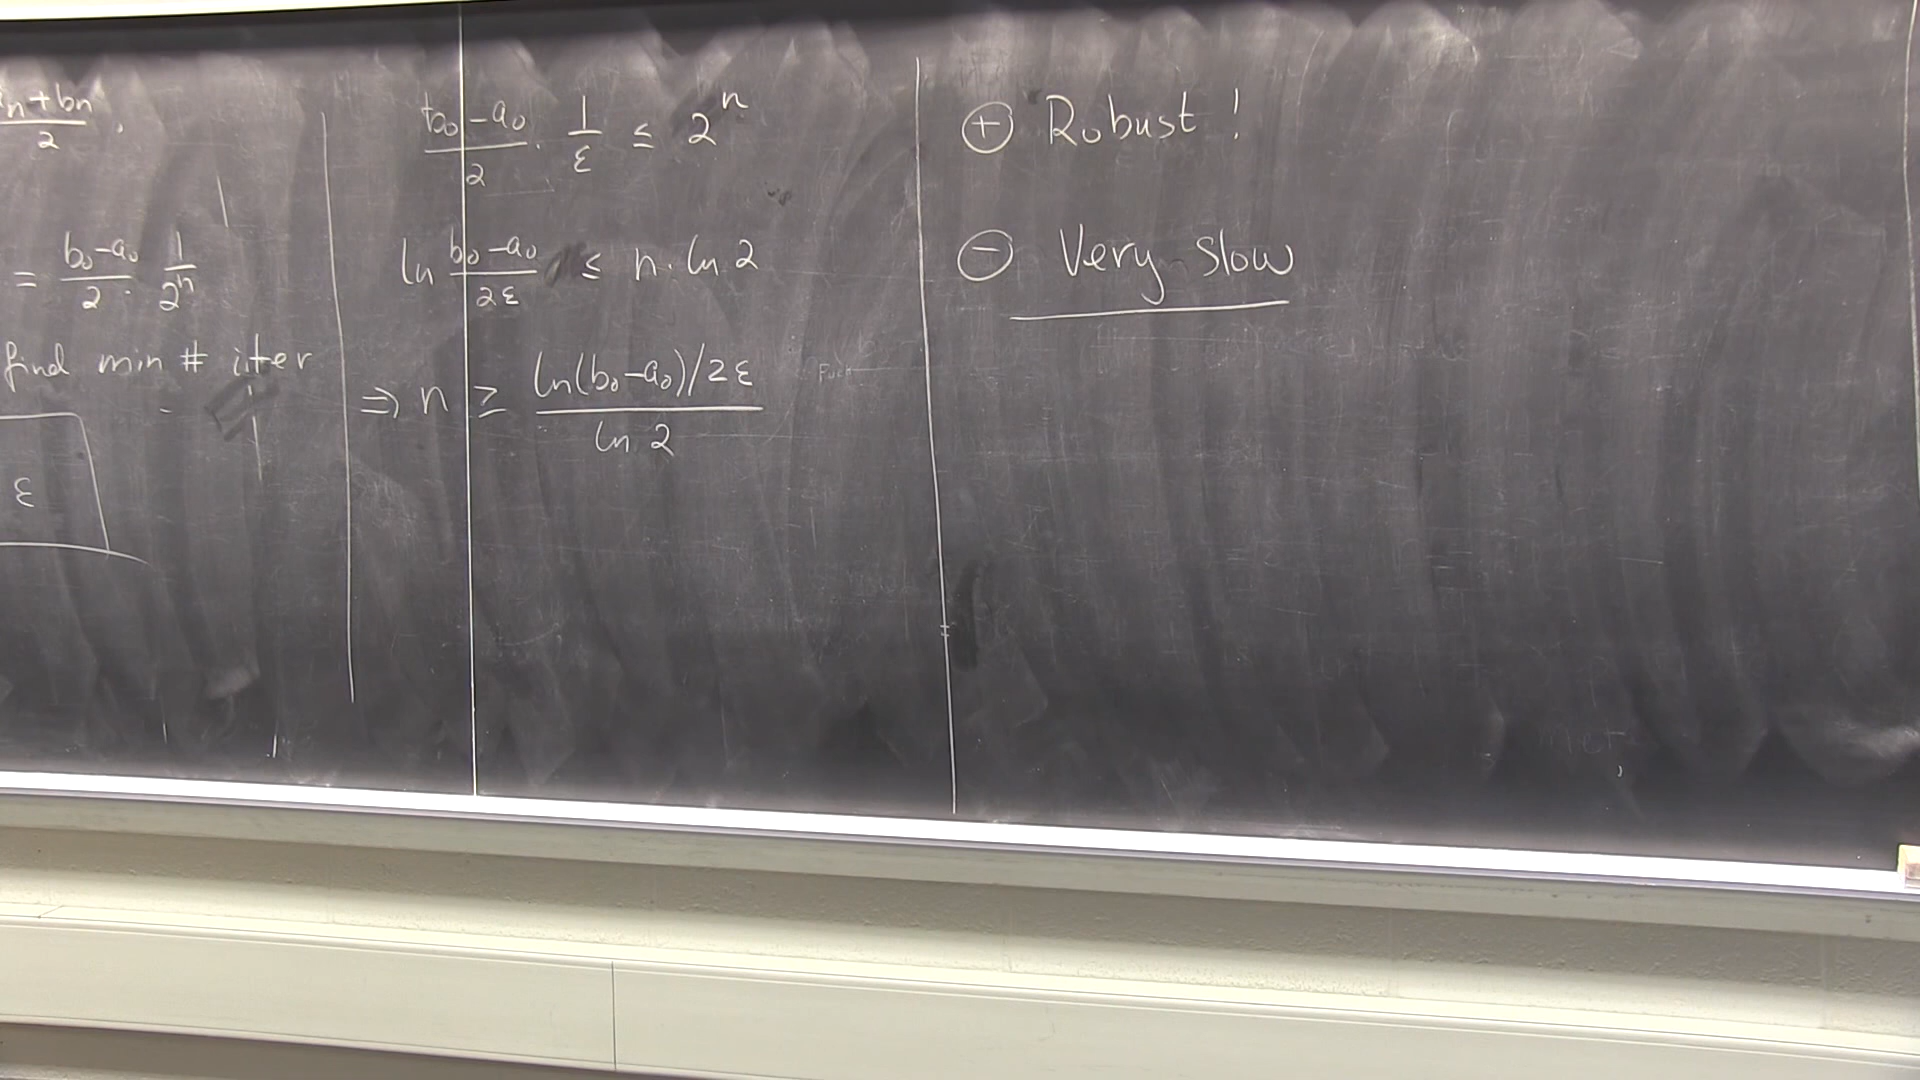 n+bn
2 ,
= b₀-a₀/2 · 1/2ⁿ
find min # iter
ε
b₀-a₀/2 · 1/ε ≤ 2ⁿ
ln b₀-a₀/2ε ≤ n·ln 2
⇒ n ≥ ln(b₀-a₀)/2ε / ln 2
⊕ Robust !
⊖ Very slow